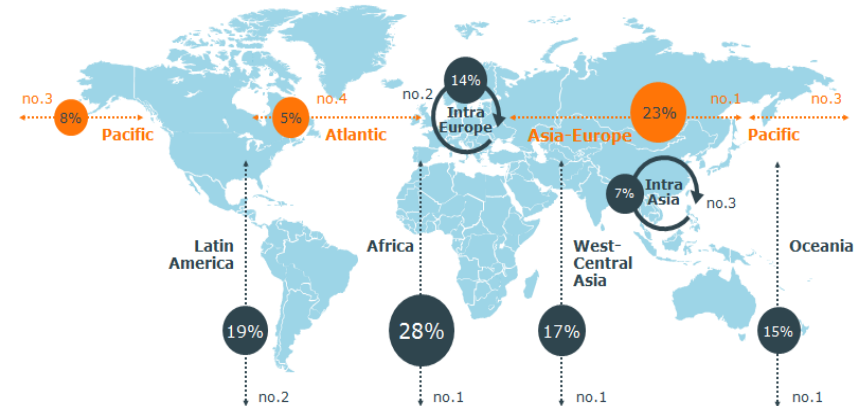 14%
no.3
no.4
no.2
Intra
Europe
23%
no.1
no.3
8%
5%
Pacific
Atlantic
Asia-Europe
Pacific
7%
Intra
Asia
no.3
Latin
America
Africa
West-
Central
Asia
Oceania
19%
28%
17%
15%
no.2
no.1
no.1
no.1